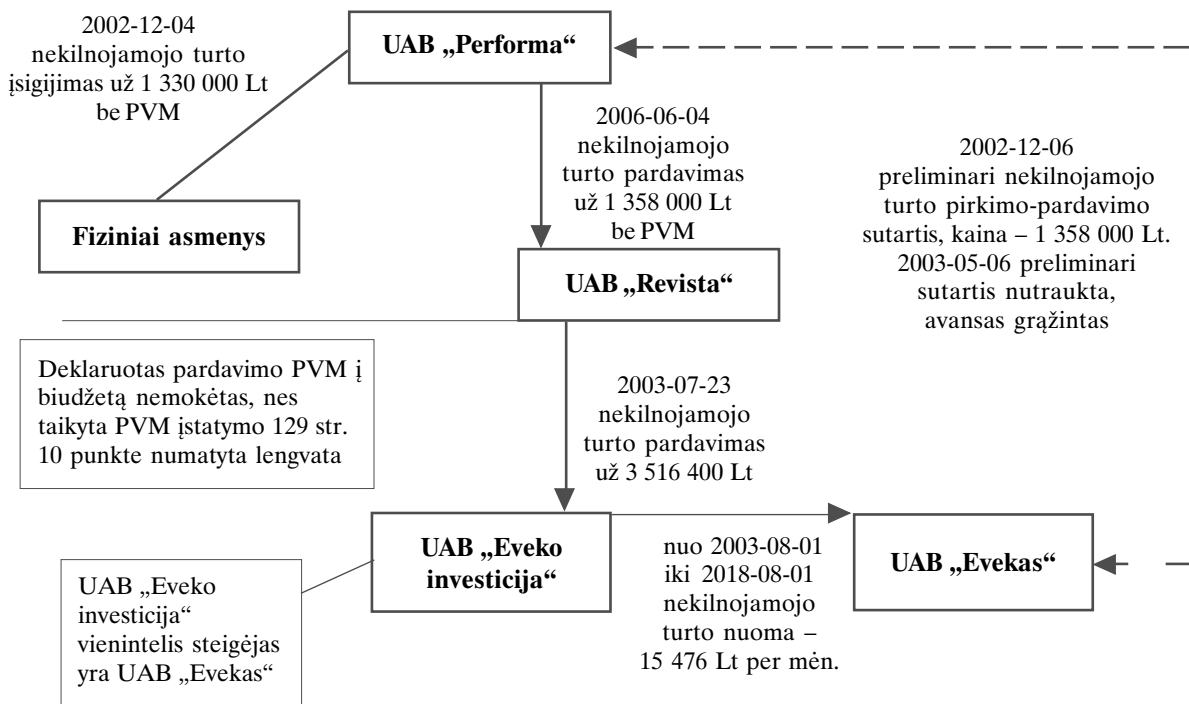 2002-12-04
nekilnojamojo turto
įsigijimas už 1 330 000 Lt
be PVM
UAB „Performa“
2006-06-04
nekilnojamojo
turto pardavimas
už 1 358 000 Lt
be PVM
2002-12-06
preliminari nekilnojamojo
turto pirkimo-pardavimo
sutartis, kaina – 1 358 000 Lt.
2003-05-06 preliminari
sutartis nutraukta,
avansas grąžintas
Fiziniai asmenys
UAB „Revista“
Deklaruotas pardavimo PVM į
biudžetą nemokėtas, nes
taikyta PVM įstatymo 129 str.
10 punkte numatyta lengvata
2003-07-23
nekilnojamojo
turto pardavimas
už 3 516 400 Lt
UAB „Eveko
investicija“
nuo 2003-08-01
iki 2018-08-01
nekilnojamojo
turto nuoma –
15 476 Lt per mėn.
UAB „Evekas“
UAB „Eveko
investicija“
vienintelis steigėjas
yra UAB „Evekas“